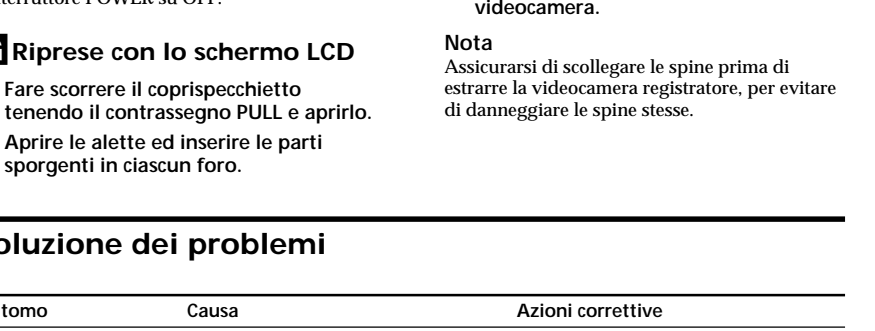 POWER su OFF.
Riprese con lo schermo LCD
Fare scorrere il coprispecchietto
tenendo il contrassegno PULL e aprirlo.
Aprire le alette ed inserire le parti
sporgenti in ciascun foro.
videocamera.
Nota
Assicurarsi di scollegare le spine prima di
estrarre la videocamera registratore, per evitare
di danneggiare le spine stesse.
oluzione dei problemi
tomo Causa Azioni correttive